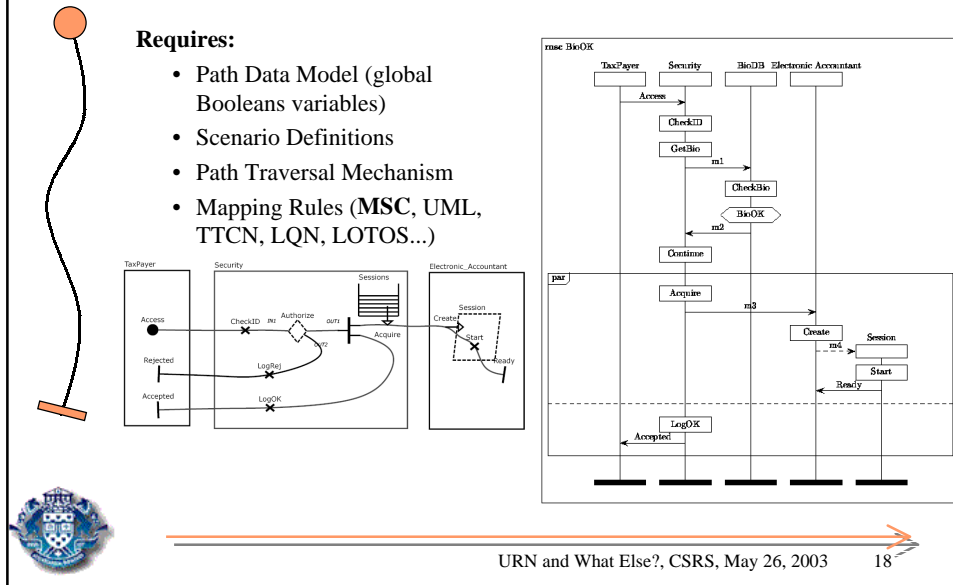 Requires:
• Path Data Model (global
Booleans variables)
• Scenario Definitions
• Path Traversal Mechanism
• Mapping Rules (MSC, UML,
TTCN, LQN, LOTOS...)
TaxPayer
Security
Electronic_Accountant
Sessions
Session
Access
CheckID
IN1
Authorize
OUT1
Acquire
Create
Start
OUT2
Rejected
LogRej
Ready
Accepted
LogOK
msc BioOK
TaxPayer
Security
BioDB
Electronic Accountant
Access
CheckID
GetBio
m1
CheckBio
BioOK
m2
Continue
par
Acquire
m3
Create
Session
m4
Start
Ready
LogOK
Accepted
URN and What Else?, CSRS, May 26, 2003
18